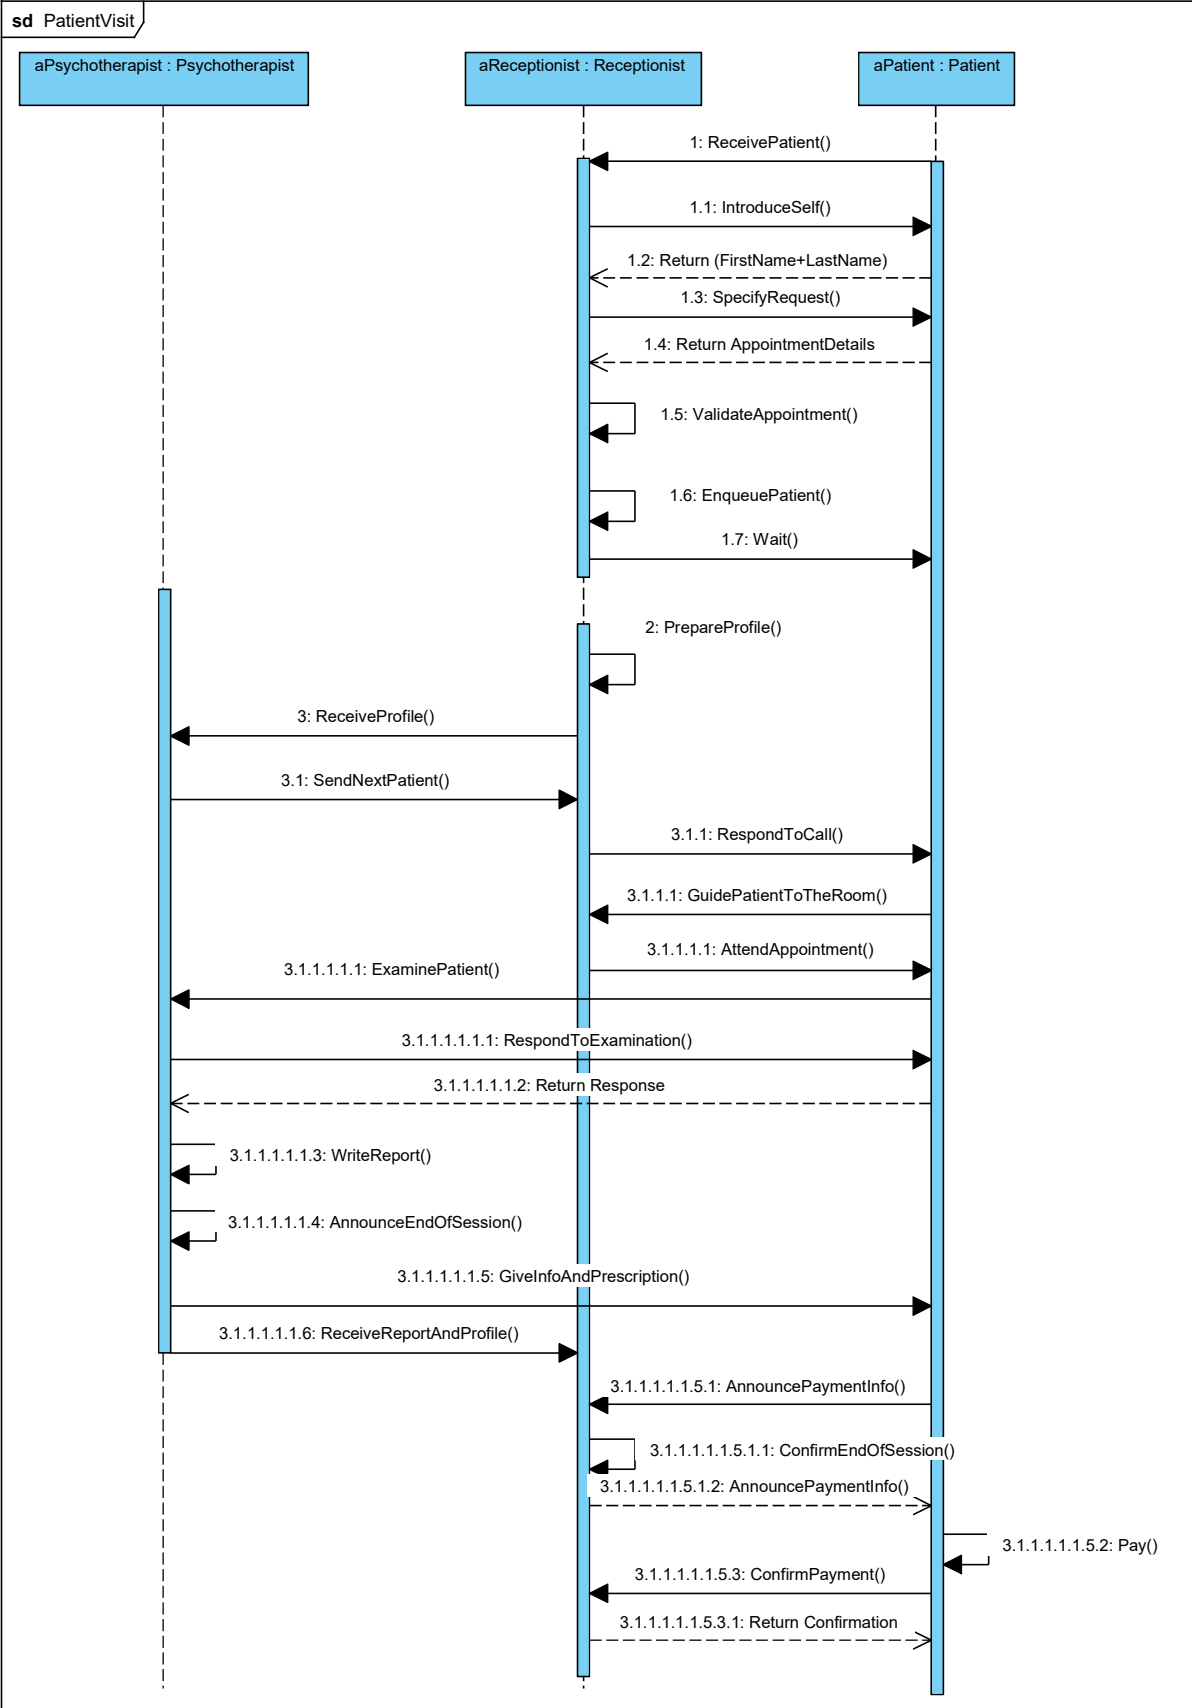 sd PatientVisit
aPsychotherapist : Psychotherapist
aReceptionist : Receptionist
aPatient : Patient
1: ReceivePatient()
1.1: IntroduceSelf()
1.2: Return (FirstName+LastName)
1.3: SpecifyRequest()
1.4: Return AppointmentDetails
1.5: ValidateAppointment()
1.6: EnqueuePatient()
1.7: Wait()
2: PrepareProfile()
3: ReceiveProfile()
3.1: SendNextPatient()
3.1.1: RespondToCall()
3.1.1.1: GuidePatientToTheRoom()
3.1.1.1.1: AttendAppointment()
3.1.1.1.1.1: ExaminePatient()
3.1.1.1.1.1.1: RespondToExamination()
3.1.1.1.1.1.2: Return Response
3.1.1.1.1.1.3: WriteReport()
3.1.1.1.1.1.4: AnnounceEndOfSession()
3.1.1.1.1.1.5: GiveInfoAndPrescription()
3.1.1.1.1.1.6: ReceiveReportAndProfile()
3.1.1.1.1.1.5.1: AnnouncePaymentInfo()
3.1.1.1.1.1.5.1.1: ConfirmEndOfSession()
3.1.1.1.1.1.5.1.2: AnnouncePaymentInfo()
3.1.1.1.1.1.5.2: Pay()
3.1.1.1.1.1.5.3: ConfirmPayment()
3.1.1.1.1.1.5.3.1: Return Confirmation